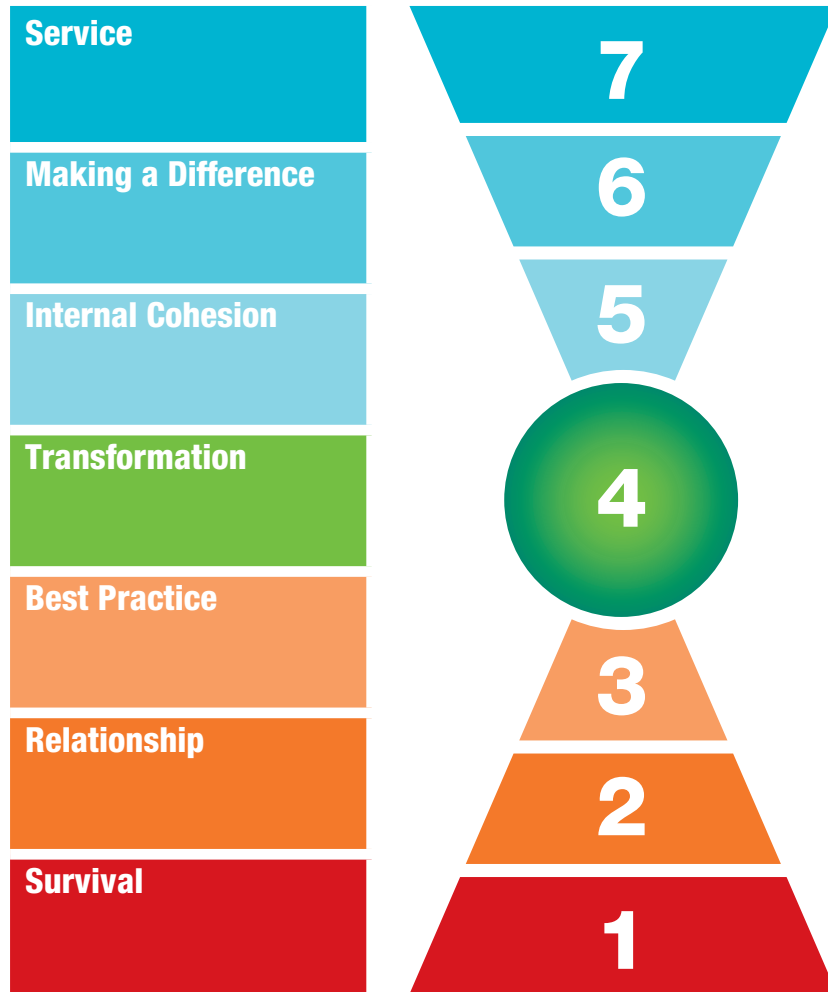 Service
7
Making a Difference
6
Internal Cohesion
5
Transformation
4
Best Practice
3
Relationship
2
Survival
1